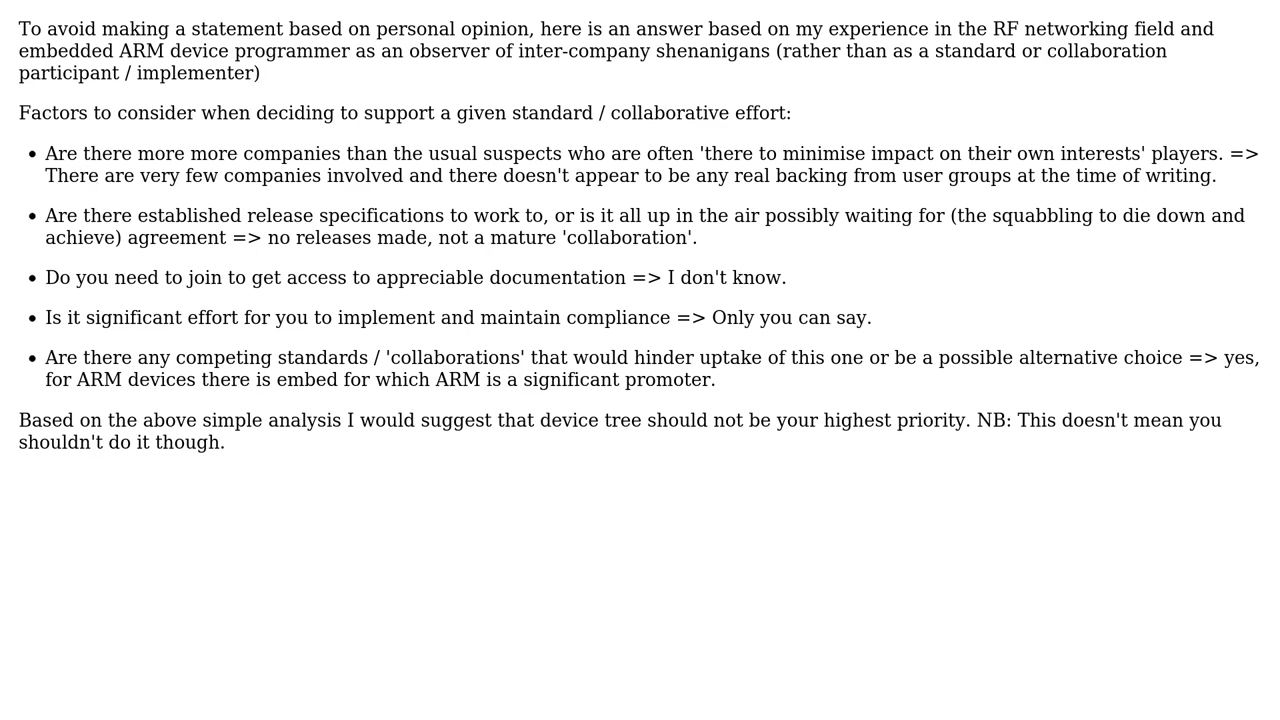 To avoid making a statement based on personal opinion, here is an answer based on my experience in the RF networking field and
embedded ARM device programmer as an observer of inter-company shenanigans (rather than as a standard or collaboration
participant / implementer)
Factors to consider when deciding to support a given standard / collaborative effort:
• Are there more more companies than the usual suspects who are often 'there to minimise impact on their own interests' players. =>
There are very few companies involved and there doesn't appear to be any real backing from user groups at the time of writing.
• Are there established release specifications to work to, or is it all up in the air possibly waiting for (the squabbling to die down and
achieve) agreement => no releases made, not a mature 'collaboration'.
• Do you need to join to get access to appreciable documentation => I don't know.
• Is it significant effort for you to implement and maintain compliance => Only you can say.
• Are there any competing standards / 'collaborations' that would hinder uptake of this one or be a possible alternative choice => yes,
for ARM devices there is embed for which ARM is a significant promoter.
Based on the above simple analysis I would suggest that device tree should not be your highest priority. NB: This doesn't mean you
shouldn't do it though.